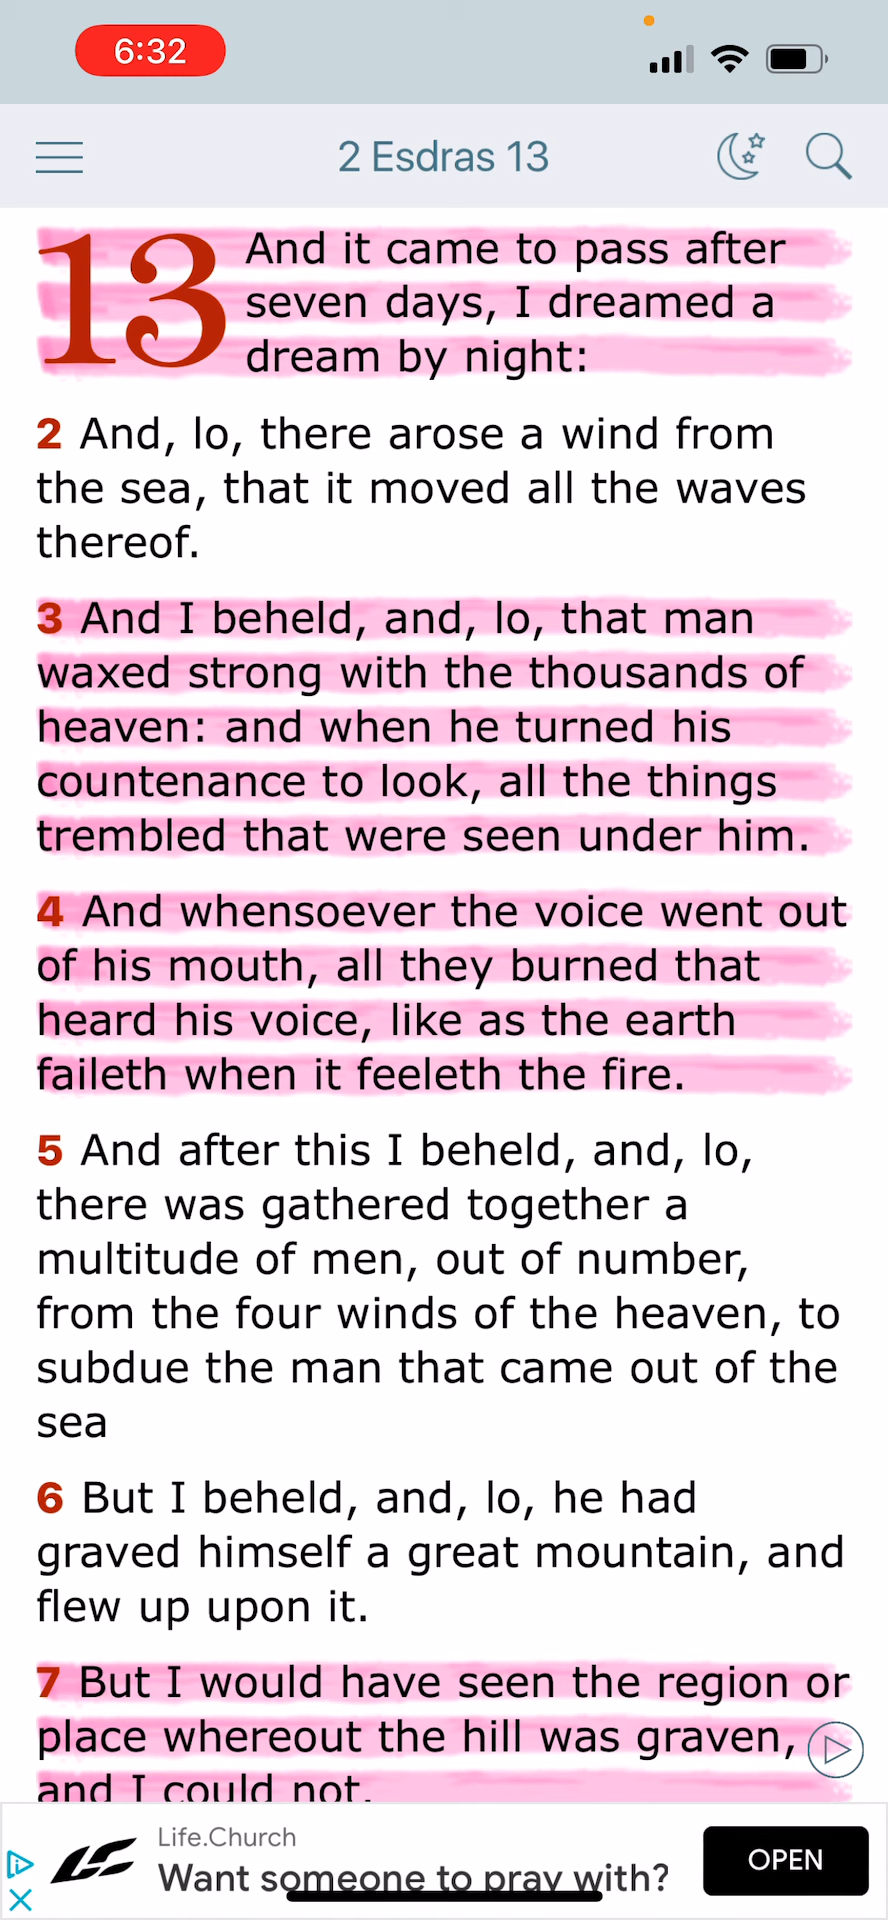 6:32
2 Esdras 13
13 And it came to pass after
seven days, I dreamed a
dream by night:
2 And, lo, there arose a wind from
the sea, that it moved all the waves
thereof.
3 And I beheld, and, lo, that man
waxed strong with the thousands of
heaven: and when he turned his
countenance to look, all the things
trembled that were seen under him.
4 And whensoever the voice went out
of his mouth, all they burned that
heard his voice, like as the earth
faileth when it feeleth the fire.
5 And after this I beheld, and, lo,
there was gathered together a
multitude of men, out of number,
from the four winds of the heaven, to
subdue the man that came out of the
sea
6 But I beheld, and, lo, he had
graved himself a great mountain, and
flew up upon it.
7 But I would have seen the region or
place whereout the hill was graven,
and I could not.
Life.Church
Want someone to pray with?
OPEN